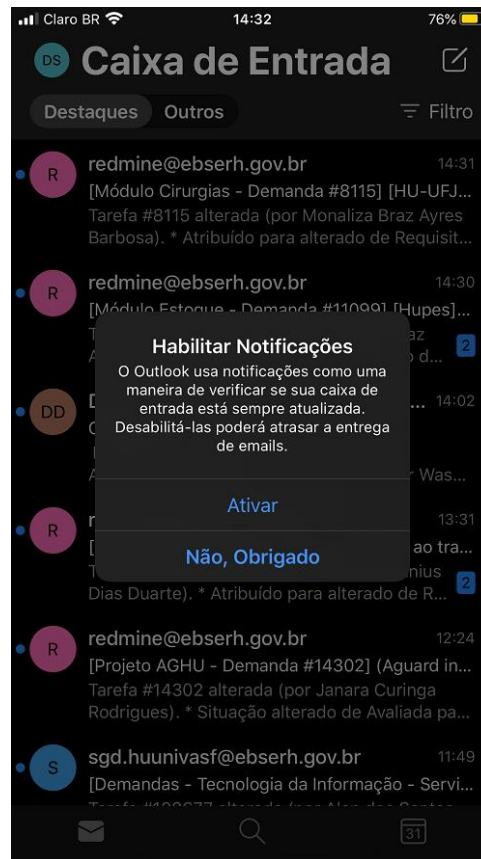 Claro BR
14:32
76%
DS
Caixa de Entrada
Destaques
Outros
Filtro
R
redmine@ebserh.gov.br
14:31
[Módulo Cirurgias - Demanda #8115] [HU-UFJ...
Tarefa #8115 alterada (por Monaliza Braz Ayres
Barbosa). * Atribuído para alterado de Requisit...
R
redmine@ebserh.gov.br
14:30
[Módulo Estoque - Demanda #11099] [Hupes]...
2
Habilitar Notificações
O Outlook usa notificações como uma
maneira de verificar se sua caixa de
entrada está sempre atualizada.
Desabilitá-las poderá atrasar a entrega
de emails.
Ativar
Não, Obrigado
DD
14:02
Was...
R
13:31
ao tra...
Dias Duarte). * Atribuído para alterado de R...
2
R
redmine@ebserh.gov.br
12:24
[Projeto AGHU - Demanda #14302] (Aguard in...
Tarefa #14302 alterada (por Janara Curinga
Rodrigues). * Situação alterado de Avaliada pa...
S
sgd.huunivasf@ebserh.gov.br
11:49
[Demandas - Tecnologia da Informação - Servi...
31